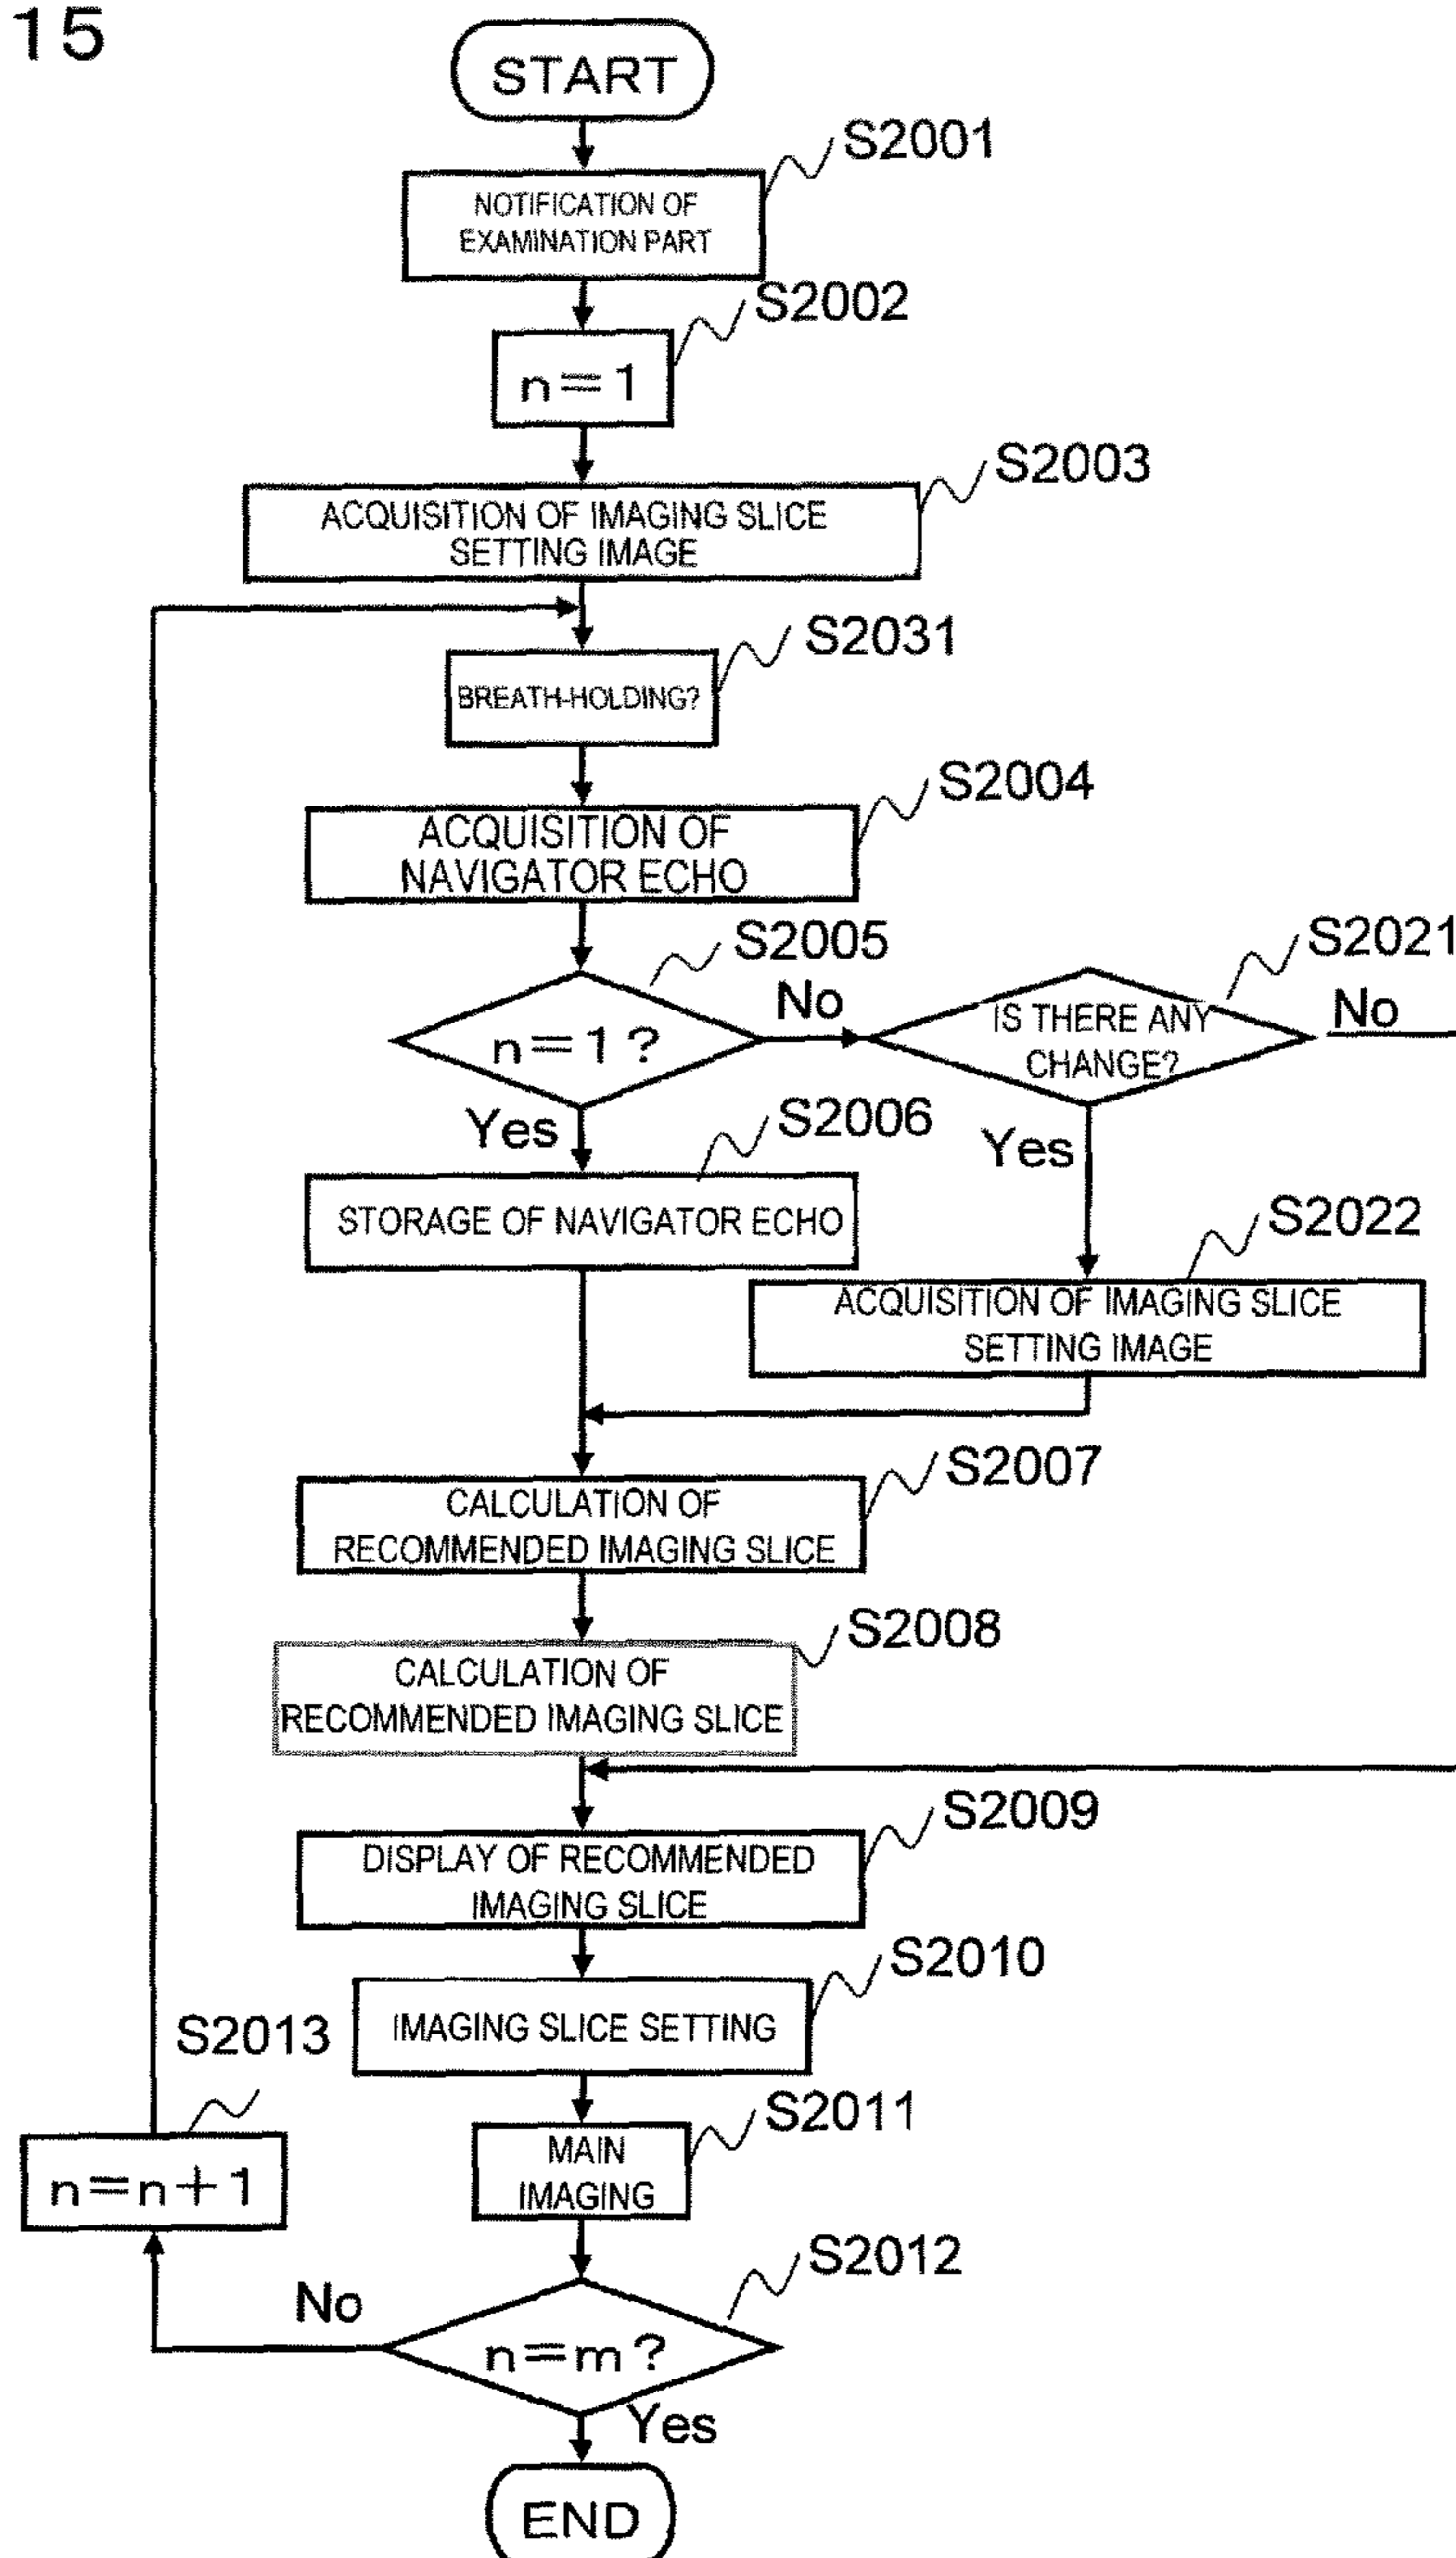 15
START
S2001
NOTIFICATION OF
EXAMINATION PART
S2002
n=1
S2003
ACQUISITION OF IMAGING SLICE
SETTING IMAGE
S2031
BREATH-HOLDING?
S2004
ACQUISITION OF
NAVIGATOR ECHO
S2005
n=1?
No
S2021
IS THERE ANY
CHANGE?
No
Yes
S2006
STORAGE OF NAVIGATOR ECHO
Yes
S2022
ACQUISITION OF IMAGING SLICE
SETTING IMAGE
S2007
CALCULATION OF
RECOMMENDED IMAGING SLICE
S2008
CALCULATION OF
RECOMMENDED IMAGING SLICE
S2009
DISPLAY OF RECOMMENDED
IMAGING SLICE
S2010
IMAGING SLICE SETTING
S2013
n=n+1
S2011
MAIN
IMAGING
S2012
n=m?
No
Yes
END